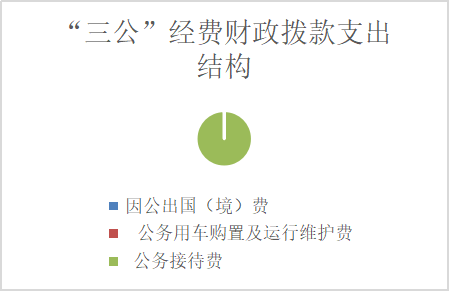 “三公”经费财政拨款支出
结构
因公出国（境）费
公务用车购置及运行维护费
公务接待费